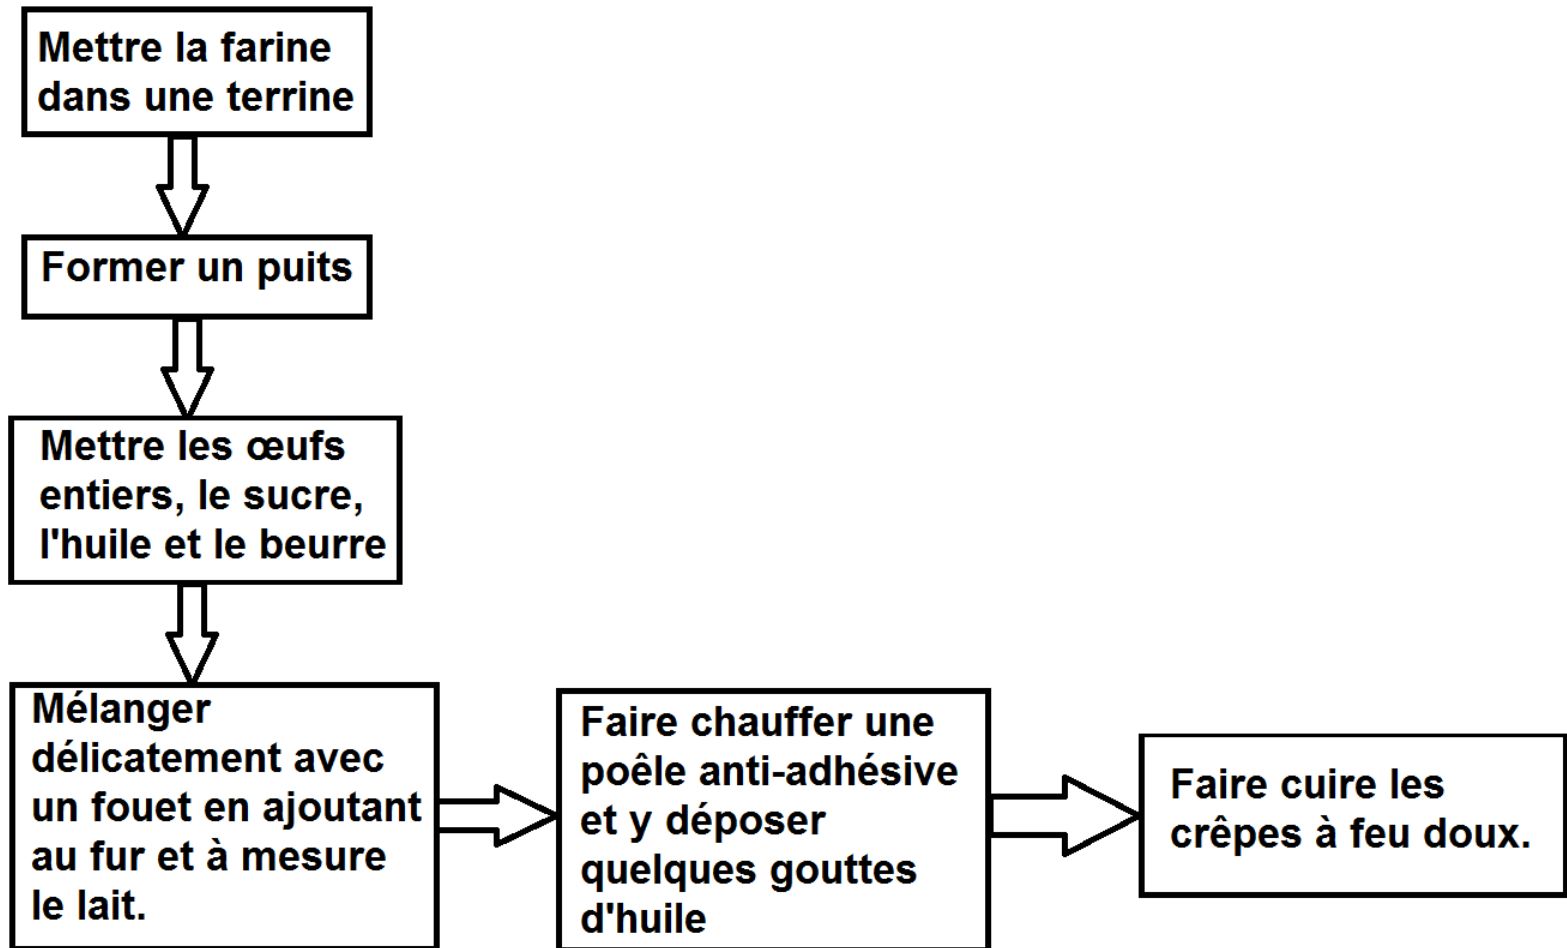 Mettre la farine
dans une terrine
Former un puits
Mettre les œufs
entiers, le sucre,
l'huile et le beurre
Mélanger
délicatement avec
un fouet en ajoutant
au fur et à mesure
le lait.
Faire chauffer une
poêle anti-adhésive
et y déposer
quelques gouttes
d'huile
Faire cuire les
crêpes à feu doux.